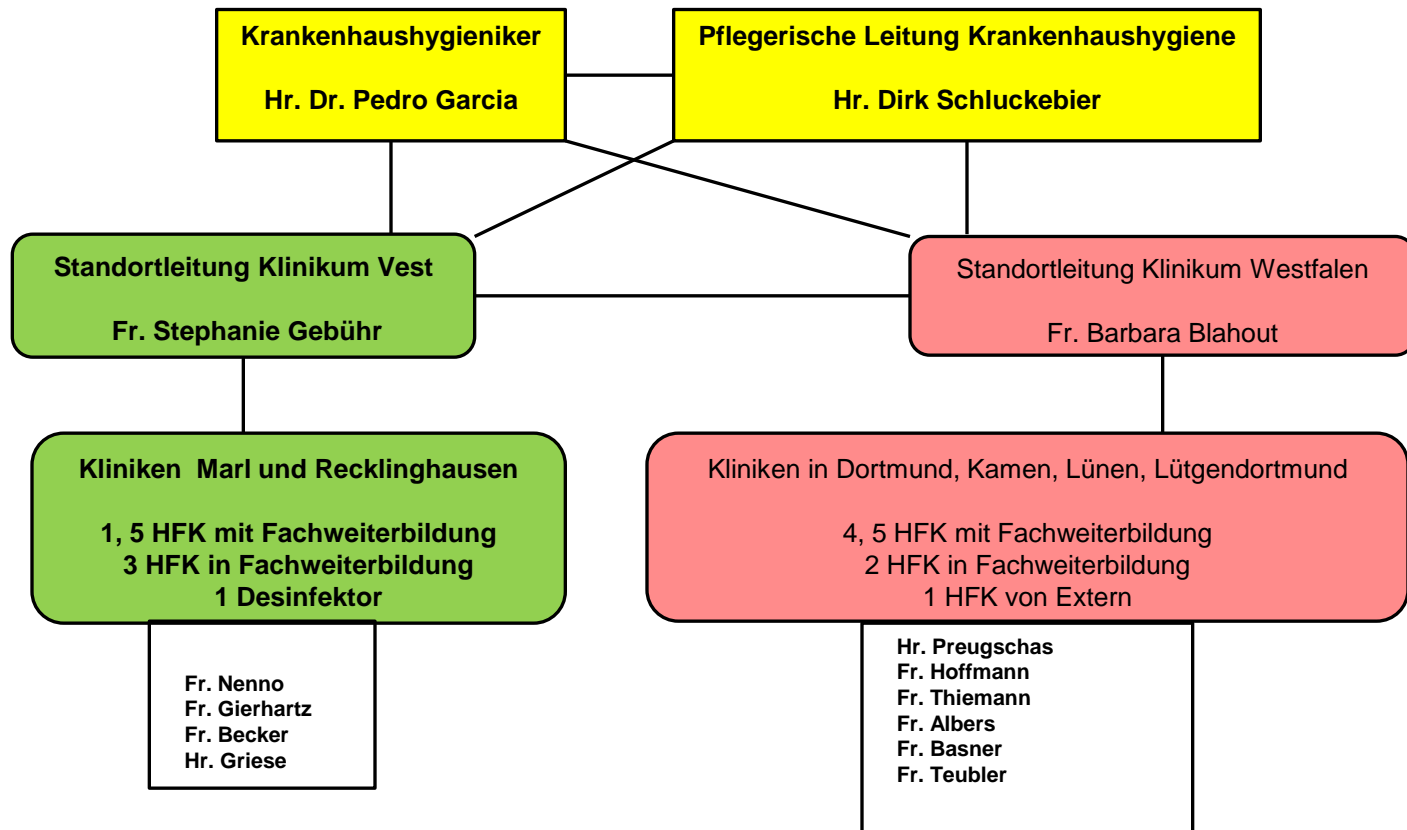 Krankenhaushygieniker
Hr. Dr. Pedro Garcia
Pflegerische Leitung Krankenhaushygiene
Hr. Dirk Schluckebier
Standortleitung Klinikum Vest
Fr. Stephanie Gebühr
Standortleitung Klinikum Westfalen
Fr. Barbara Blahout
Kliniken Marl und Recklinghausen
1, 5 HFK mit Fachweiterbildung
3 HFK in Fachweiterbildung
1 Desinfektor
Kliniken in Dortmund, Kamen, Lünen, Lütgendortmund
4, 5 HFK mit Fachweiterbildung
2 HFK in Fachweiterbildung
1 HFK von Extern
Fr. Nenno
Fr. Gierhartz
Fr. Becker
Hr. Griese
Hr. Preugschas
Fr. Hoffmann
Fr. Thiemann
Fr. Albers
Fr. Basner
Fr. Teubler